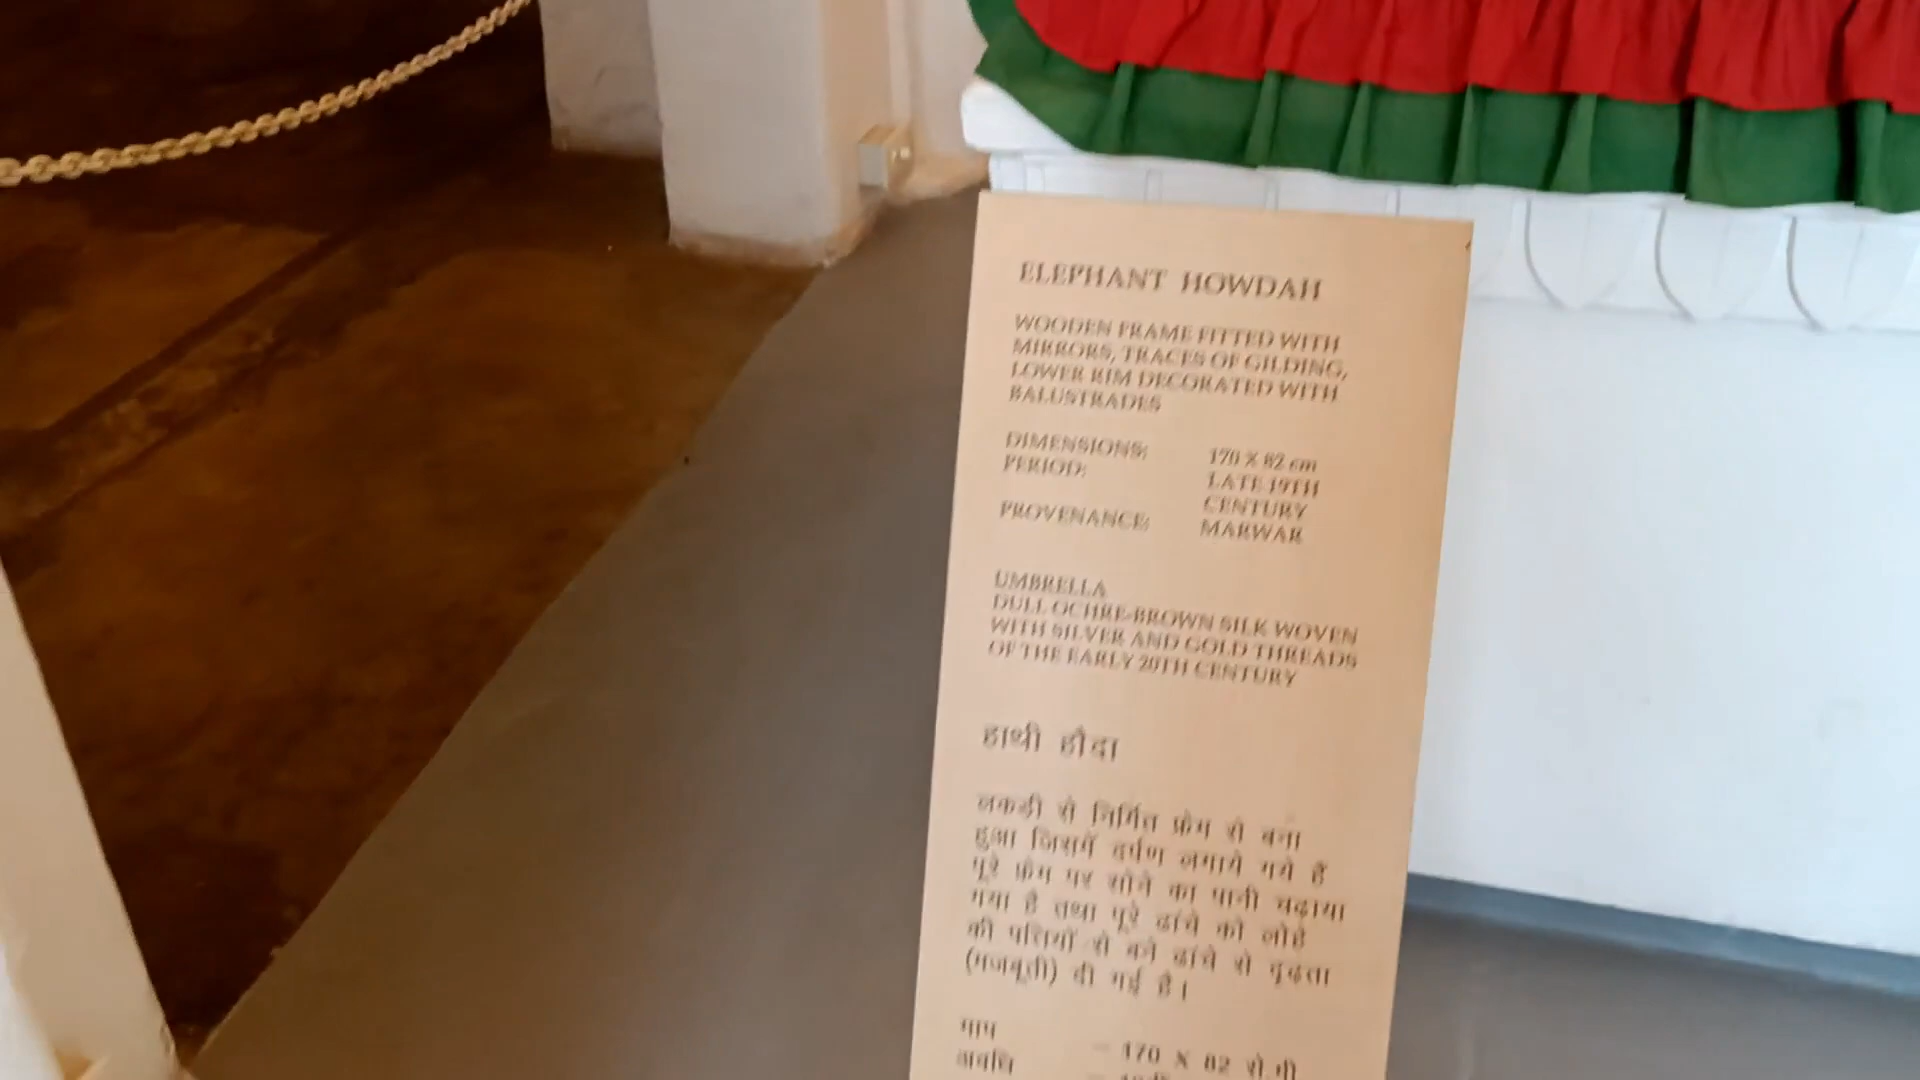 ELEPHANT HOWDAH
WOODEN FRAME FITTED WITH
MIRRORS, TRACES OF GILDING,
LOWER RIM DECORATED WITH
BALUSTRADES
DIMENSIONS: 170 X 82 cm
PERIOD: LATE 19TH
CENTURY
PROVENANCE: MARWAR
UMBRELLA
DULL OCHRE-BROWN SILK WOVEN
WITH SILVER AND GOLD THREADS
OF THE EARLY 20TH CENTURY
हाथी हौदा
लकड़ी से निर्मित फ्रेम से बना
हुआ जिसमें दर्पण लगाये गये हैं
पूरे फ्रेम पर सोने का पानी चढ़ाया
गया है तथा पूरे ढांचे को लोहे
की पत्तियों से बने ढांचे से दृढ़ता
(मजबूती) दी गई है।
माप - 170 X 82 से.मी
अवधि -